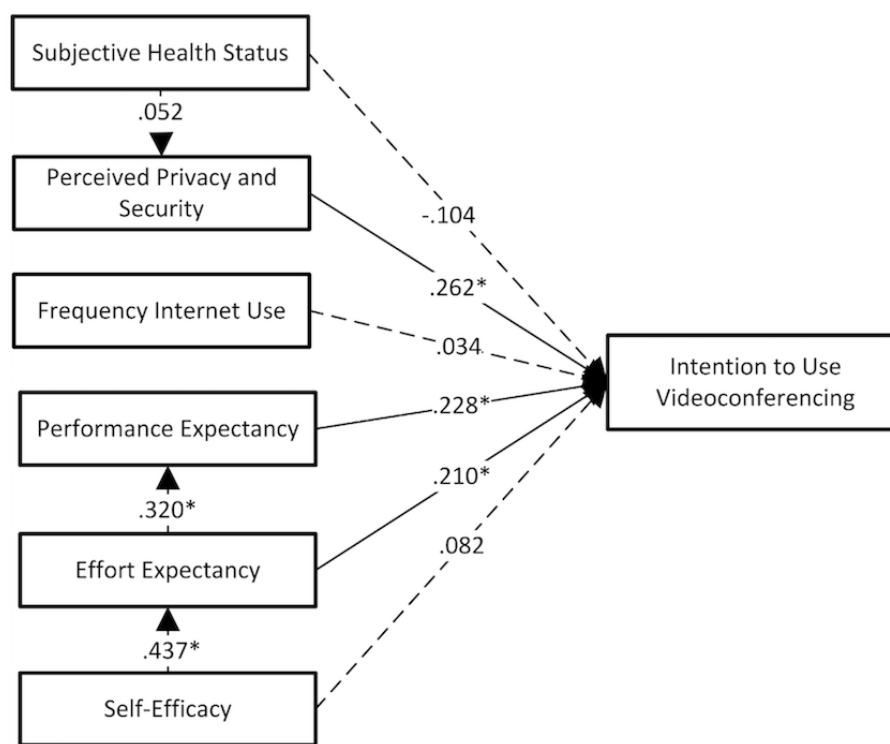 Subjective Health Status
.052
Perceived Privacy and
Security
-.104
.262*
Frequency Internet Use
.034
Intention to Use
Videoconferencing
Performance Expectancy
.228*
.320*
.210*
Effort Expectancy
.082
.437*
Self-Efficacy